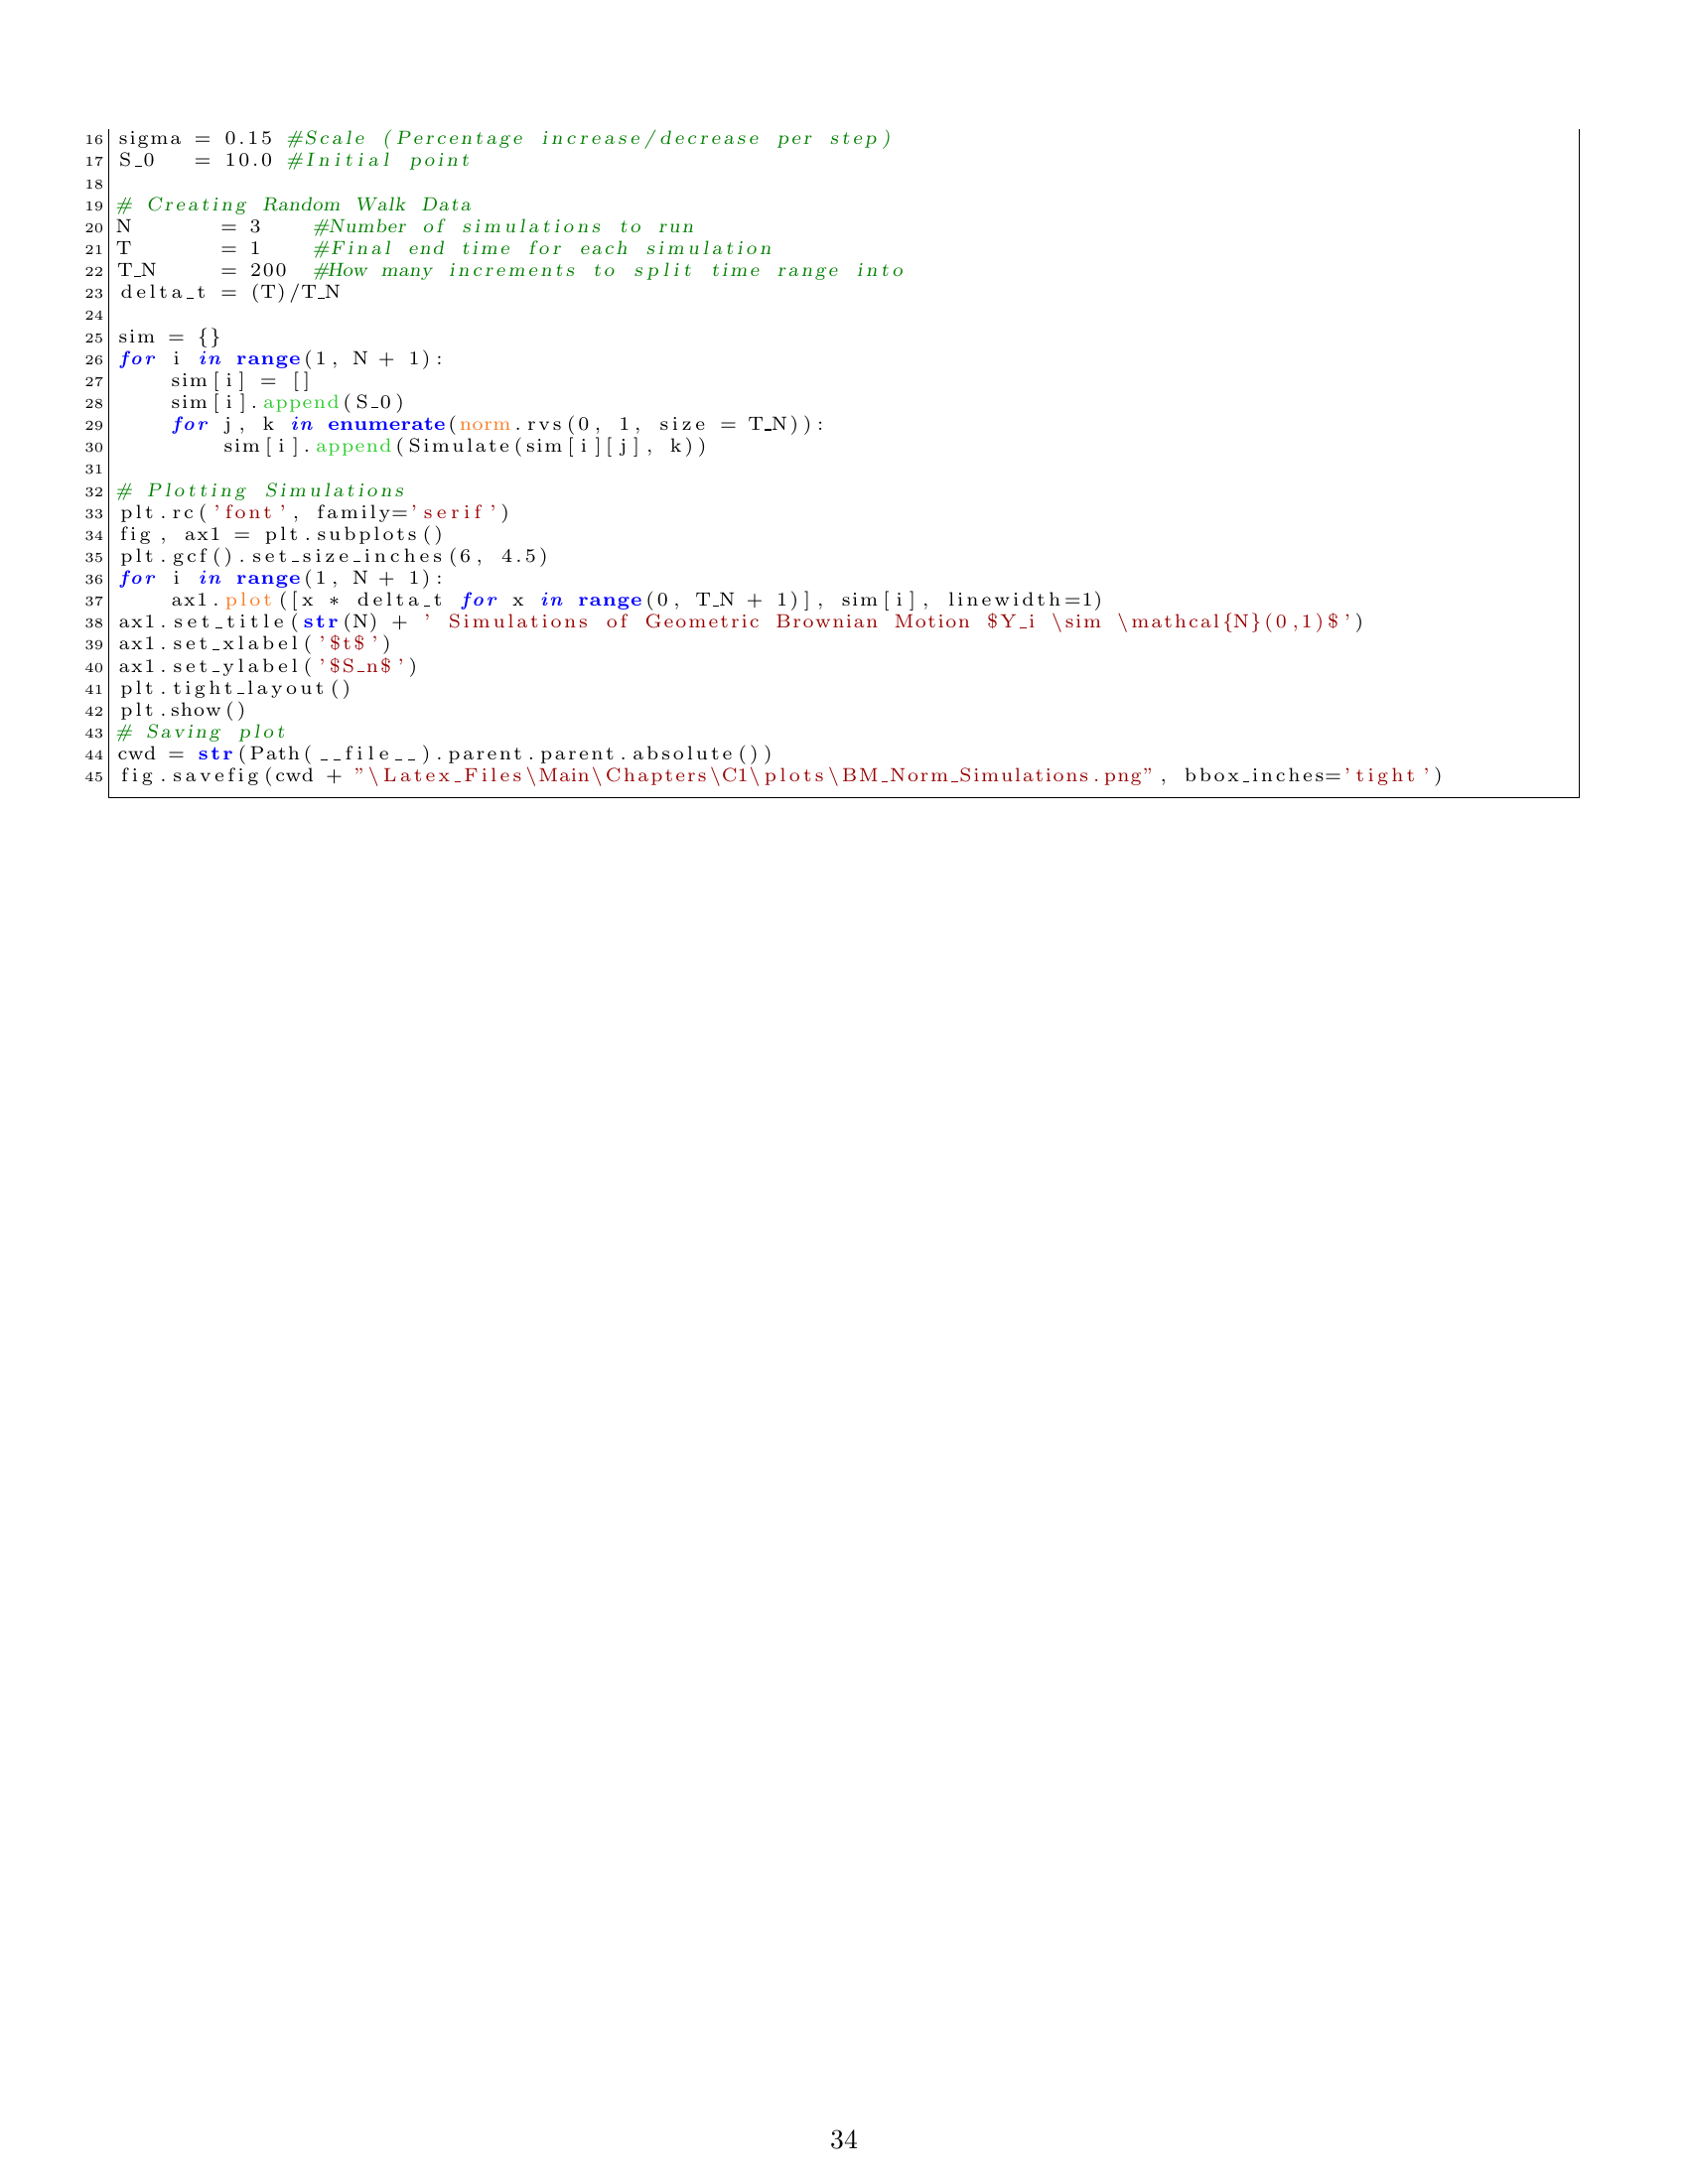 16 sigma = 0.15 #Scale (Percentage increase/decrease per step)
17 S_0   = 10.0 #Initial point
18
19 # Creating Random Walk Data
20 N       = 3    #Number of simulations to run
21 T       = 1    #Final end time for each simulation
22 T_N     = 200  #How many increments to split time range into
23 delta_t = (T)/T_N
24
25 sim = {}
26 for i in range(1, N + 1):
27     sim[i] = []
28     sim[i].append(S_0)
29     for j, k in enumerate(norm.rvs(0, 1, size = T_N)):
30         sim[i].append(Simulate(sim[i][j], k))
31
32 # Plotting Simulations
33 plt.rc('font', family='serif')
34 fig, ax1 = plt.subplots()
35 plt.gcf().set_size_inches(6, 4.5)
36 for i in range(1, N + 1):
37     ax1.plot([x * delta_t for x in range(0, T_N + 1)], sim[i], linewidth=1)
38 ax1.set_title(str(N) + ' Simulations of Geometric Brownian Motion $Y_i \sim \mathcal{N}(0,1)$')
39 ax1.set_xlabel('$t$')
40 ax1.set_ylabel('$S_n$')
41 plt.tight_layout()
42 plt.show()
43 # Saving plot
44 cwd = str(Path(__file__).parent.parent.absolute())
45 fig.savefig(cwd + "\Latex_Files\Main\Chapters\C1\plots\BM_Norm_Simulations.png", bbox_inches='tight')
34